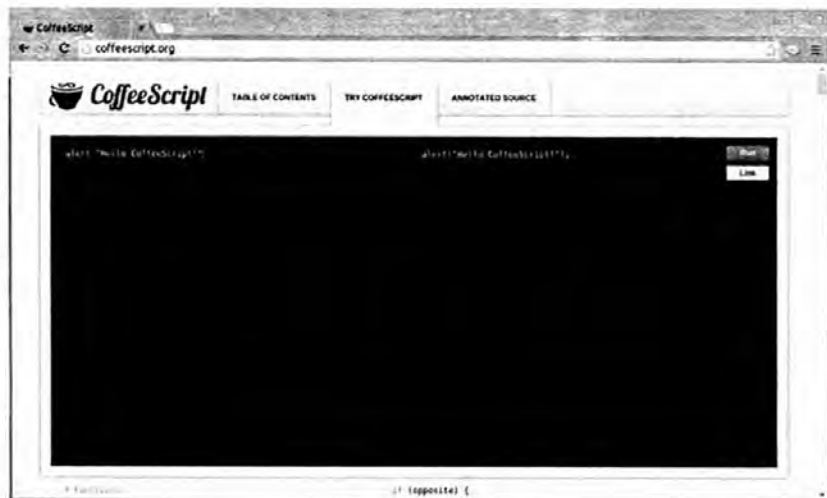 CoffeeScript
coffeescript.org
CoffeeScript TABLE OF CONTENTS TRY COFFEESCRIPT ANNOTATED SOURCE
alert "Hello CoffeeScript!" alert("Hello CoffeeScript!"); Run
Link
if (opposite) {